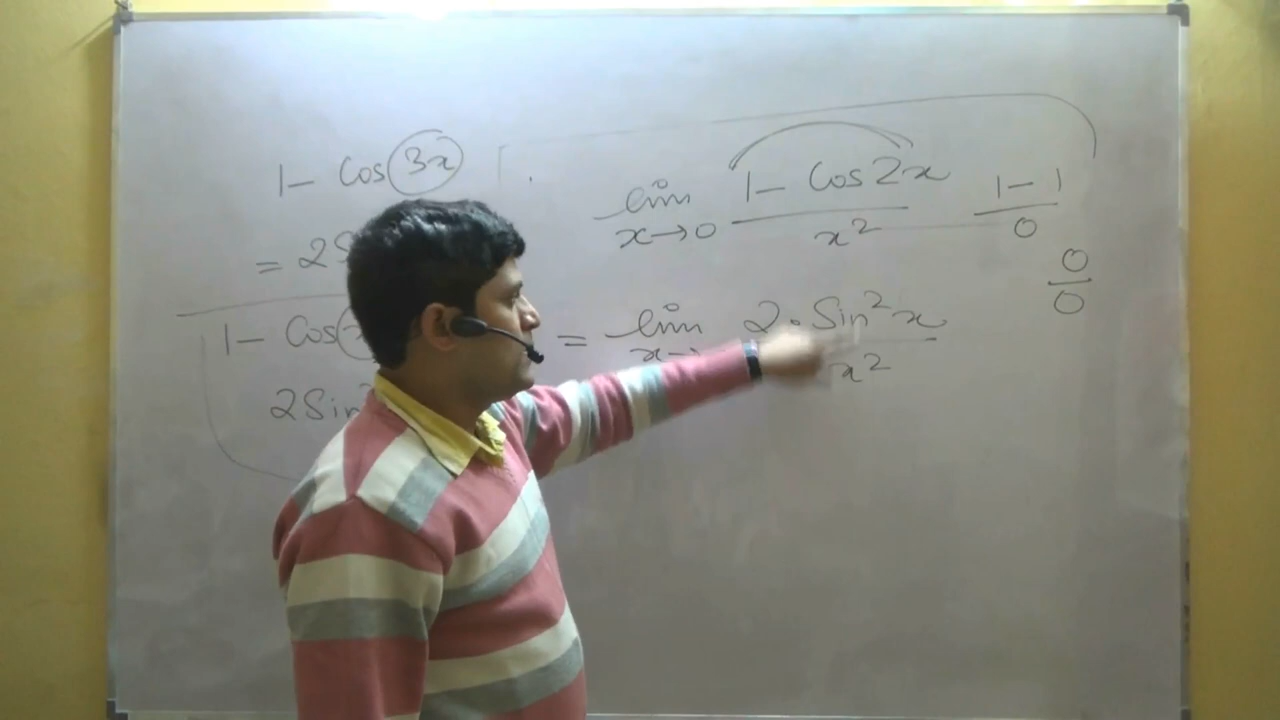 1 - Cos 3x
= 2S
1 - Cos
2Sin
lim x→0 (1 - Cos 2x)/x² (1 - 1)/0
0/0
= lim x→ 2 · Sin² x / x²